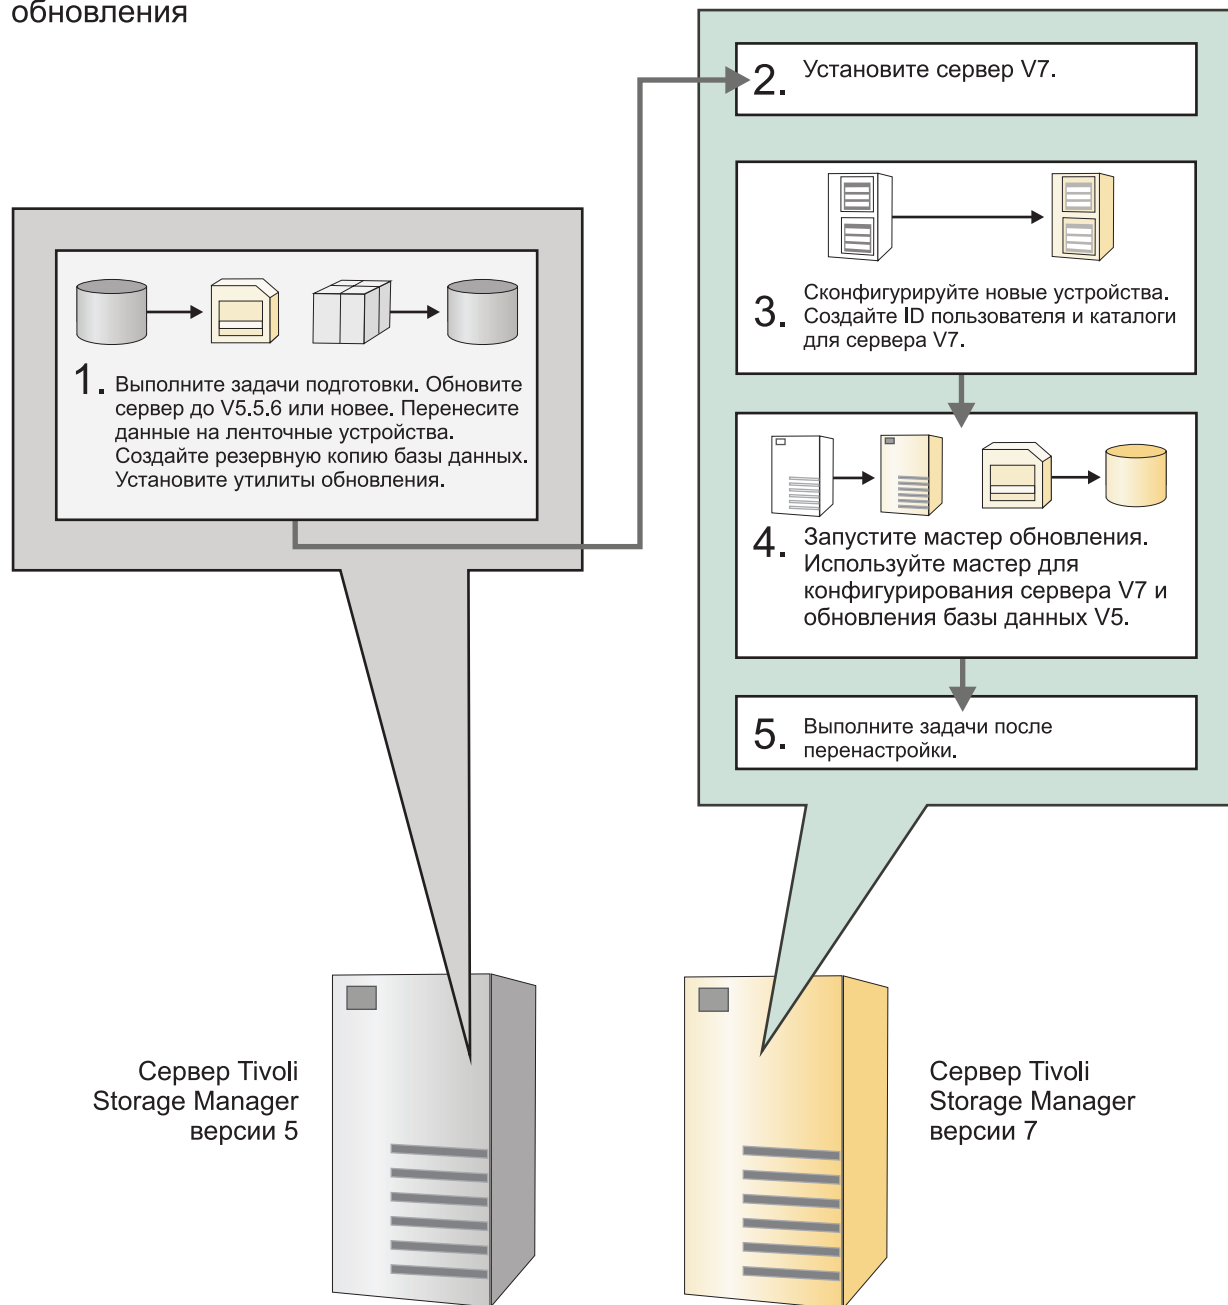 обновления
1. Выполните задачи подготовки. Обновите
сервер до V5.5.6 или новее. Перенесите
данные на ленточные устройства.
Создайте резервную копию базы данных.
Установите утилиты обновления.
2. Установите сервер V7.
3. Сконфигурируйте новые устройства.
Создайте ID пользователя и каталоги
для сервера V7.
4. Запустите мастер обновления.
Используйте мастер для
конфигурирования сервера V7 и
обновления базы данных V5.
5. Выполните задачи после
перенастройки.
Сервер Tivoli
Storage Manager
версии 5
Сервер Tivoli
Storage Manager
версии 7